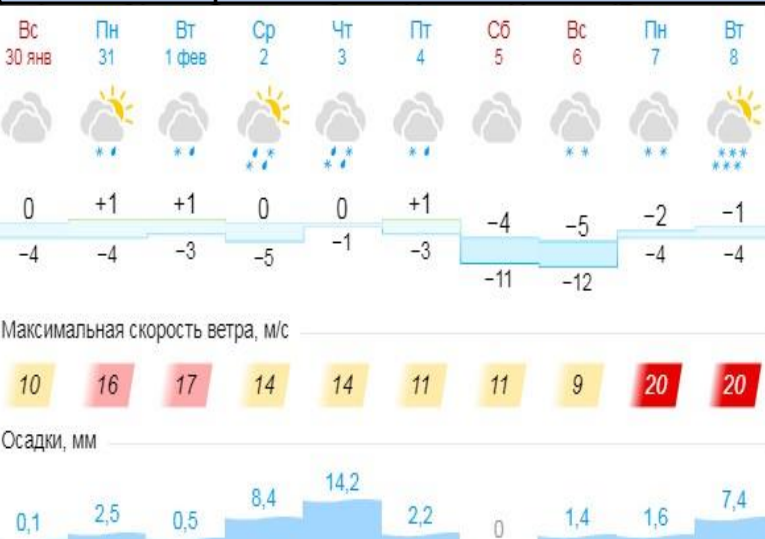 Вс Пн Вт Ср Чт Пт Сб Вс Пн Вт
30 янв 31 1 фев 2 3 4 5 6 7 8
0 +1 +1 0 0 +1 −4 −5 −2 −1
−4 −4 −3 −5 −1 −3 −11 −12 −4 −4
Максимальная скорость ветра, м/с
10 16 17 14 14 11 11 9 20 20
Осадки, мм
0,1 2,5 0,5 8,4 14,2 2,2 0 1,4 1,6 7,4